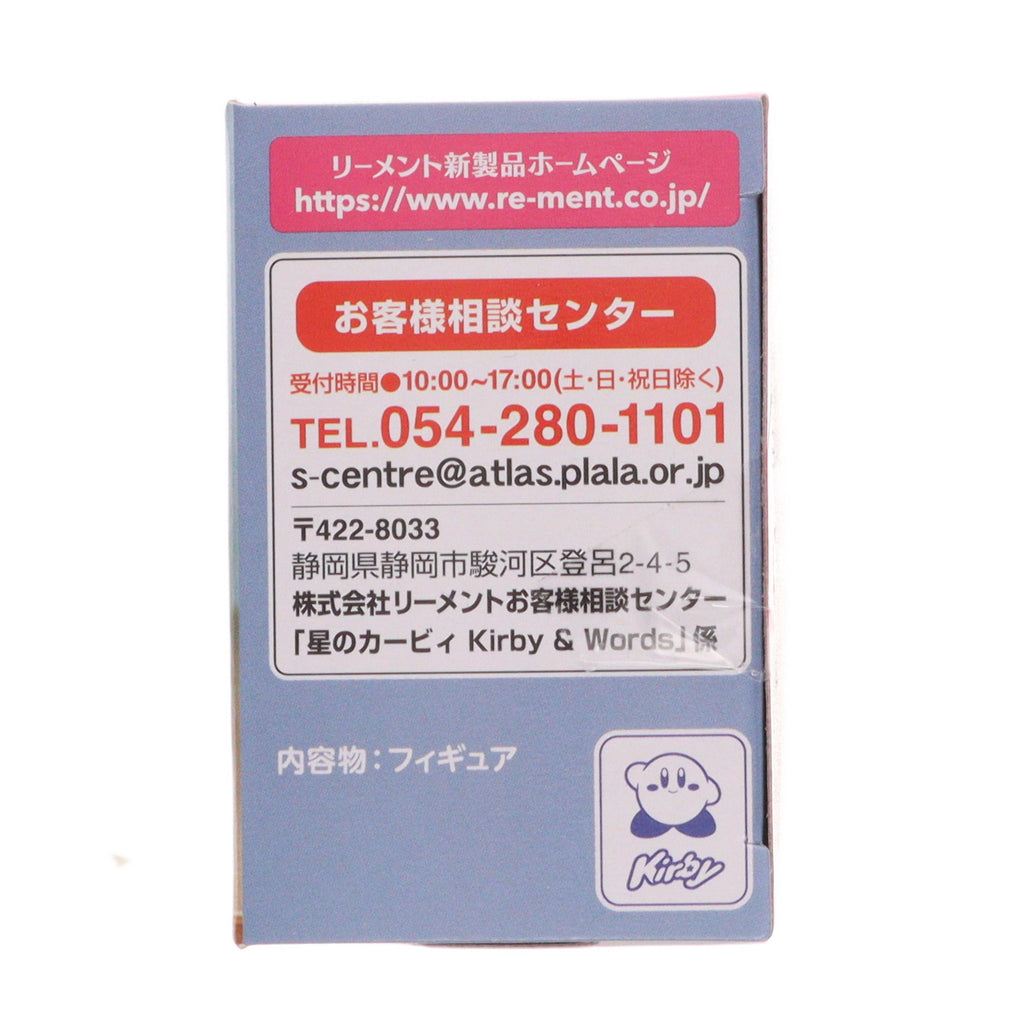 リーメント新製品ホームページ
https://www.re-ment.co.jp/
お客様相談センター
受付時間●10:00~17:00(土・日・祝日除く)
TEL.054-280-1101
s-centre@atlas.plala.or.jp
〒422-8033
静岡県静岡市駿河区登呂2-4-5
株式会社リーメントお客様相談センター
「星のカービィ Kirby & Words」係
内容物：フィギュア
Kirby